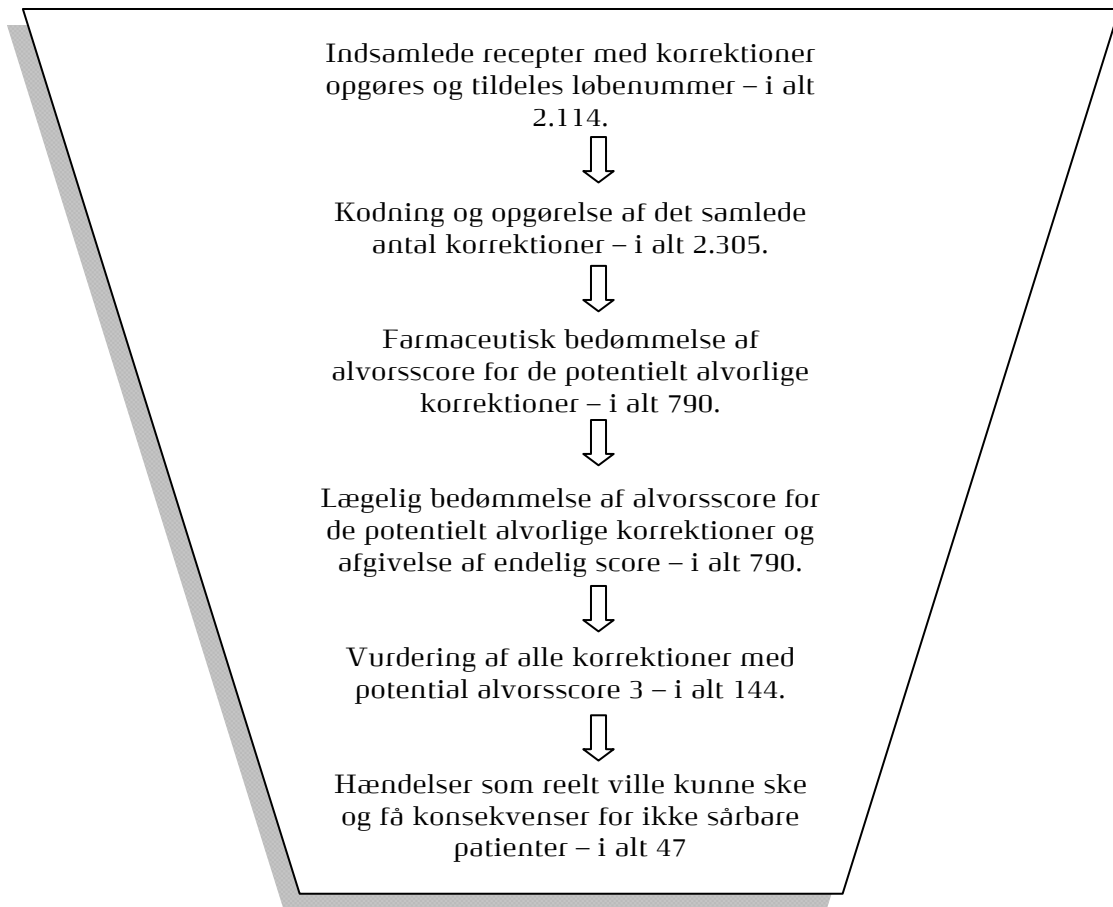 Indsamlede recepter med korrektioner
opgøres og tildeles løbenummer – i alt
2.114.
Kodning og opgørelse af det samlede
antal korrektioner – i alt 2.305.
Farmaceutisk bedømmelse af
alvorsscore for de potentielt alvorlige
korrektioner – i alt 790.
Lægelig bedømmelse af alvorsscore for
de potentielt alvorlige korrektioner og
afgivelse af endelig score – i alt 790.
Vurdering af alle korrektioner med
potential alvorsscore 3 – i alt 144.
Hændelser som reelt ville kunne ske
og få konsekvenser for ikke sårbare
patienter – i alt 47